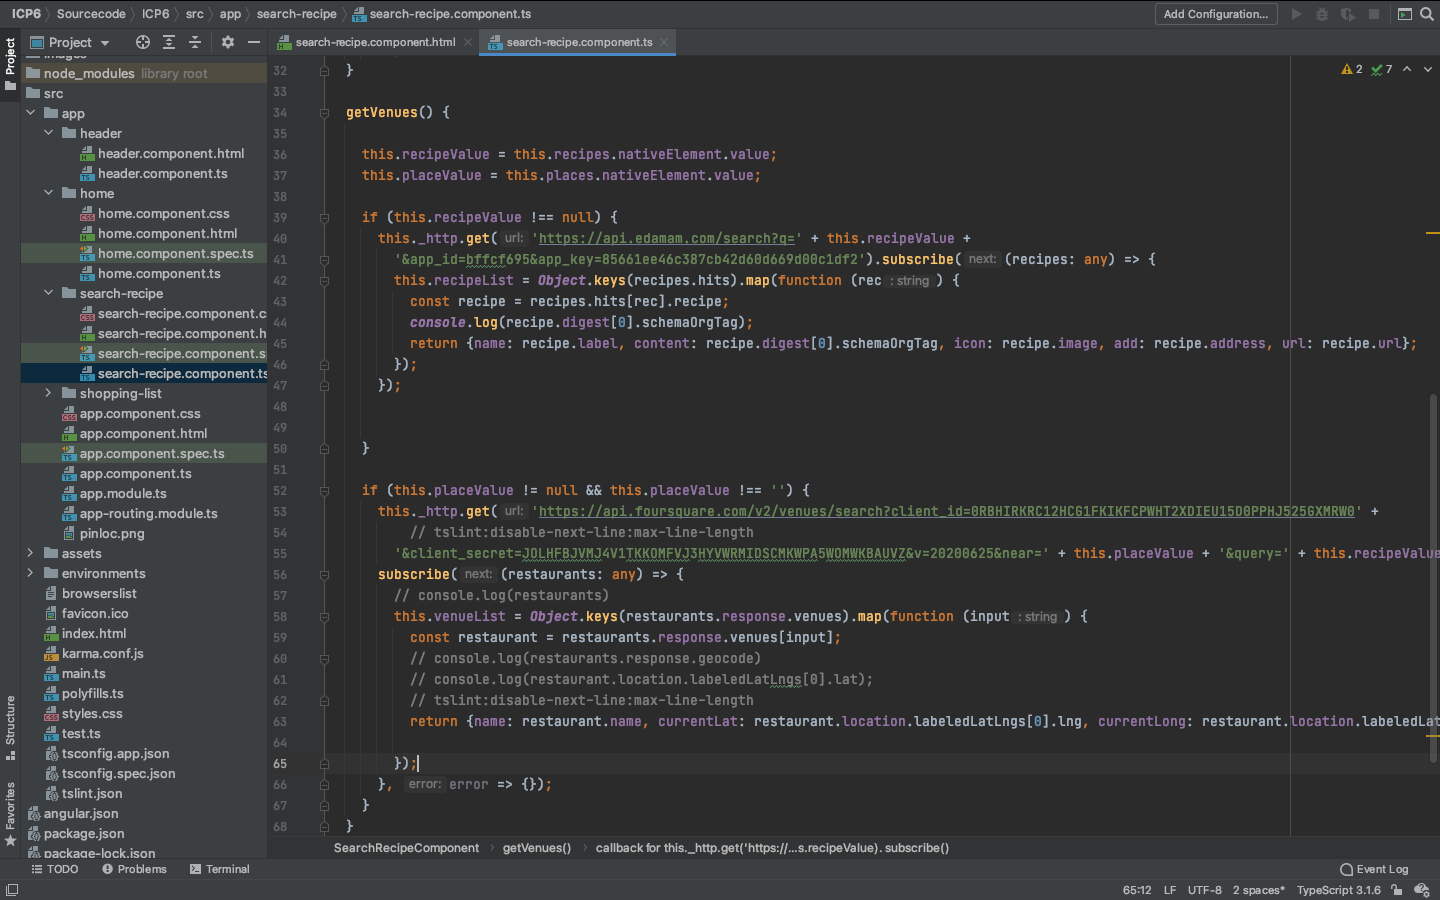 ICP6 Sourcecode ICP6 src app search-recipe search-recipe.component.ts
Add Configuration...
Project
search-recipe.component.html
search-recipe.component.ts
Project
Structure
Favorites
node_modules library root
src
app
header
header.component.html
header.component.ts
home
home.component.css
home.component.html
home.component.spec.ts
home.component.ts
search-recipe
search-recipe.component.c
search-recipe.component.h
search-recipe.component.s
search-recipe.component.ts
shopping-list
app.component.css
app.component.html
app.component.spec.ts
app.component.ts
app.module.ts
app-routing.module.ts
pinloc.png
assets
environments
browserslist
favicon.ico
index.html
karma.conf.js
main.ts
polyfills.ts
styles.css
test.ts
tsconfig.app.json
tsconfig.spec.json
tslint.json
angular.json
package.json
package-lock.json
2 7
32 }
33
34 getVenues() {
35
36 this.recipeValue = this.recipes.nativeElement.value;
37 this.placeValue = this.places.nativeElement.value;
38
39 if (this.recipeValue !== null) {
40 this._http.get( url: 'https://api.edamam.com/search?q=' + this.recipeValue +
41 '&app_id=bffcf695&app_key=85661ee46c387cb42d60d669d00c1df2').subscribe( next: (recipes: any) => {
42 this.recipeList = Object.keys(recipes.hits).map(function (rec : string ) {
43 const recipe = recipes.hits[rec].recipe;
44 console.log(recipe.digest[0].schemaOrgTag);
45 return {name: recipe.label, content: recipe.digest[0].schemaOrgTag, icon: recipe.image, add: recipe.address, url: recipe.url};
46 });
47 });
48
49
50 }
51
52 if (this.placeValue != null && this.placeValue !== '') {
53 this._http.get( url: 'https://api.foursquare.com/v2/venues/search?client_id=0RBHIRKRC12HCG1FKIKFCPWHT2XDIEU15D0PPHJ525GXMRW0' +
54 // tslint:disable-next-line:max-line-length
55 '&client_secret=JOLHFBJVMJ4V1TKKOMFVJ3HYVWRMIDSCMKWPA5WOMWKBAUVZ&v=20200625&near=' + this.placeValue + '&query=' + this.recipeValue
56 subscribe( next: (restaurants: any) => {
57 // console.log(restaurants)
58 this.venueList = Object.keys(restaurants.response.venues).map(function (input : string ) {
59 const restaurant = restaurants.response.venues[input];
60 // console.log(restaurants.response.geocode)
61 // console.log(restaurant.location.labeledLatLngs[0].lat);
62 // tslint:disable-next-line:max-line-length
63 return {name: restaurant.name, currentLat: restaurant.location.labeledLatLngs[0].lng, currentLong: restaurant.location.labeledLat
64
65 });
66 }, error: error => {});
67 }
68 }
SearchRecipeComponent getVenues() callback for this._http.get('https://...s.recipeValue). subscribe()
TODO Problems Terminal Event Log
65:12 LF UTF-8 2 spaces* TypeScript 3.1.6